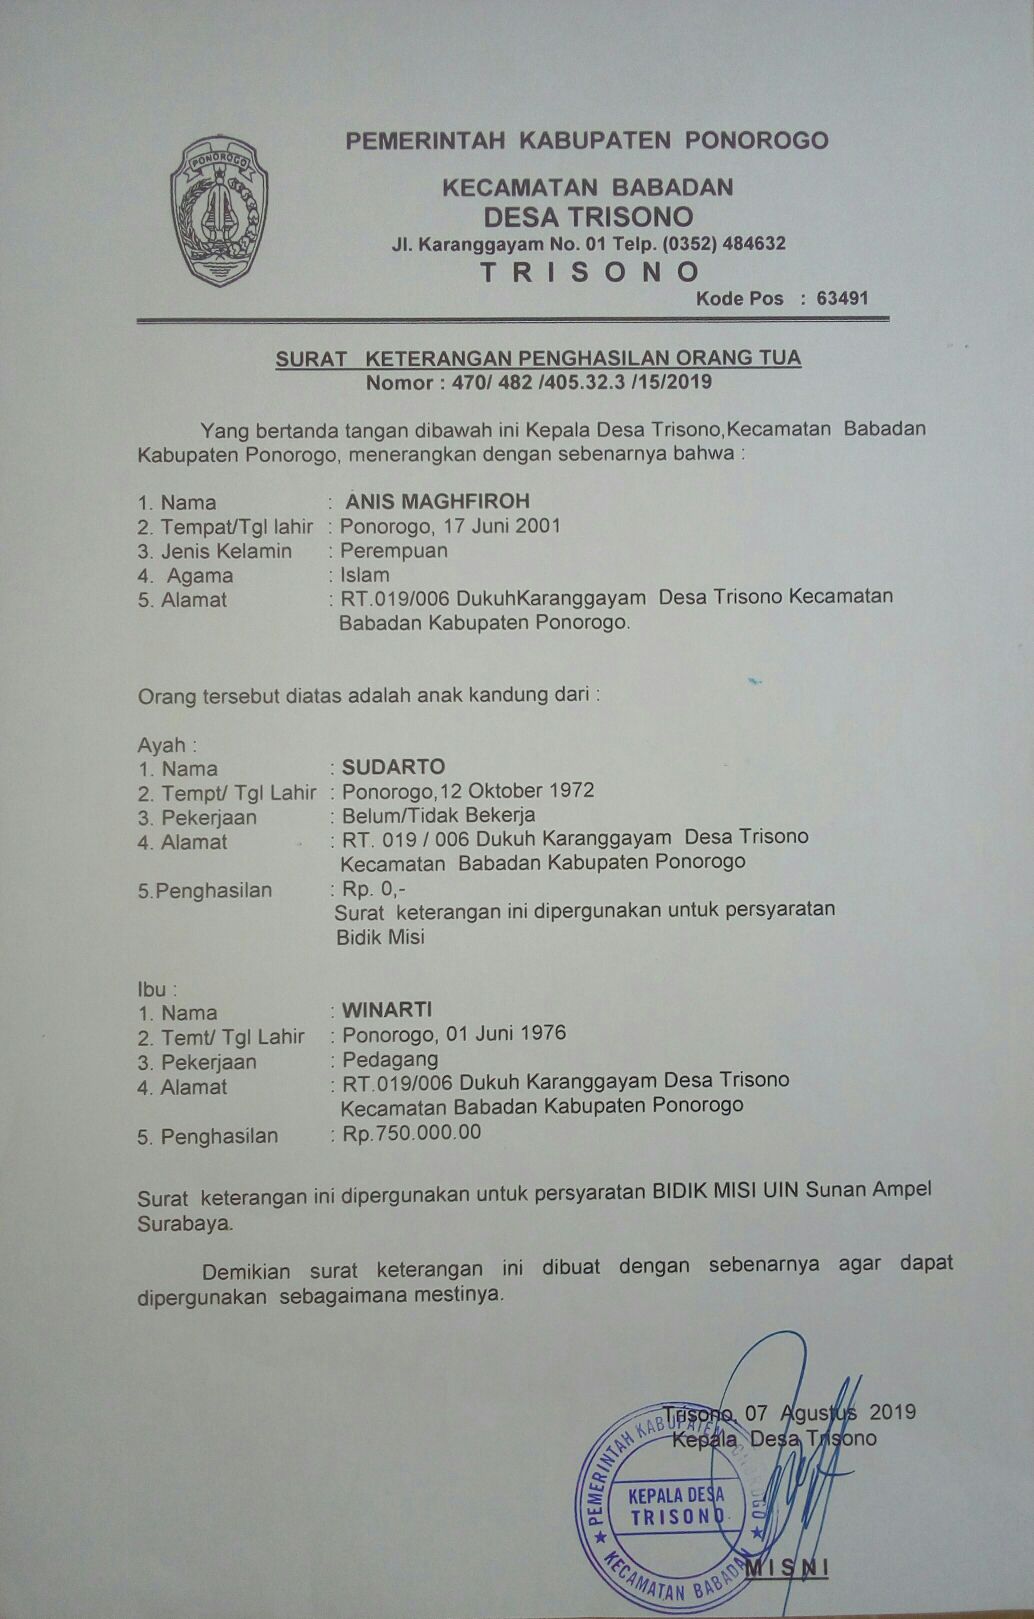 PONOROGO
PEMERINTAH KABUPATEN PONOROGO
KECAMATAN BABADAN
DESA TRISONO
Jl. Karanggayam No. 01 Telp. (0352) 484632
T R I S O N O
Kode Pos : 63491
SURAT KETERANGAN PENGHASILAN ORANG TUA
Nomor : 470/ 482 /405.32.3 /15/2019
Yang bertanda tangan dibawah ini Kepala Desa Trisono,Kecamatan Babadan
Kabupaten Ponorogo, menerangkan dengan sebenarnya bahwa :
1. Nama : ANIS MAGHFIROH
2. Tempat/Tgl lahir : Ponorogo, 17 Juni 2001
3. Jenis Kelamin : Perempuan
4. Agama : Islam
5. Alamat : RT.019/006 DukuhKaranggayam Desa Trisono Kecamatan
Babadan Kabupaten Ponorogo.
Orang tersebut diatas adalah anak kandung dari :
Ayah :
1. Nama : SUDARTO
2. Tempt/ Tgl Lahir : Ponorogo,12 Oktober 1972
3. Pekerjaan : Belum/Tidak Bekerja
4. Alamat : RT. 019 / 006 Dukuh Karanggayam Desa Trisono
Kecamatan Babadan Kabupaten Ponorogo
5.Penghasilan : Rp. 0,-
Surat keterangan ini dipergunakan untuk persyaratan
Bidik Misi
Ibu :
1. Nama : WINARTI
2. Temt/ Tgl Lahir : Ponorogo, 01 Juni 1976
3. Pekerjaan : Pedagang
4. Alamat : RT.019/006 Dukuh Karanggayam Desa Trisono
Kecamatan Babadan Kabupaten Ponorogo
5. Penghasilan : Rp.750.000.00
Surat keterangan ini dipergunakan untuk persyaratan BIDIK MISI UIN Sunan Ampel
Surabaya.
Demikian surat keterangan ini dibuat dengan sebenarnya agar dapat
dipergunakan sebagaimana mestinya.
Trisono, 07 Agustus 2019
Kepala Desa Trisono
PEMERINTAH KABUPATEN PONOROGO
KEPALA DESA
TRISONO
KECAMATAN BABADAN
M I S N I